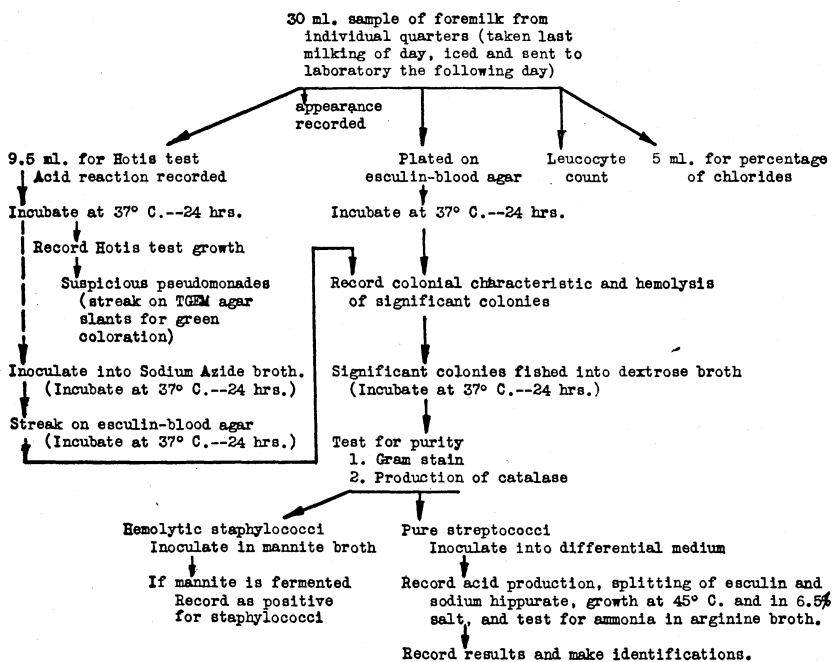 30 ml. sample of foremilk from
individual quarters (taken last
milking of day, iced and sent to
laboratory the following day)
appearance
recorded
9.5 ml. for Hotis test
Acid reaction recorded
Plated on
esculin-blood agar
Leucocyte
count
5 ml. for percentage
of chlorides
Incubate at 37° C.--24 hrs.
Record Hotis test growth
Suspicious pseudomonades
(streak on TGEM agar
slants for green
coloration)
Inoculate into Sodium Azide broth.
(Incubate at 37° C.--24 hrs.)
Streak on esculin-blood agar
(Incubate at 37° C.--24 hrs.)
Incubate at 37° C.--24 hrs.
Record colonial characteristic and hemolysis
of significant colonies
Significant colonies fished into dextrose broth
(Incubate at 37° C.--24 hrs.)
Test for purity
1. Gram stain
2. Production of catalase
Hemolytic staphylococci
Inoculate in mannite broth
If mannite is fermented
Record as positive
for staphylococci
Pure streptococci
Inoculate into differential medium
Record acid production, splitting of esculin and
sodium hippurate, growth at 45° C. and in 6.5%
salt, and test for ammonia in arginine broth.
Record results and make identifications.